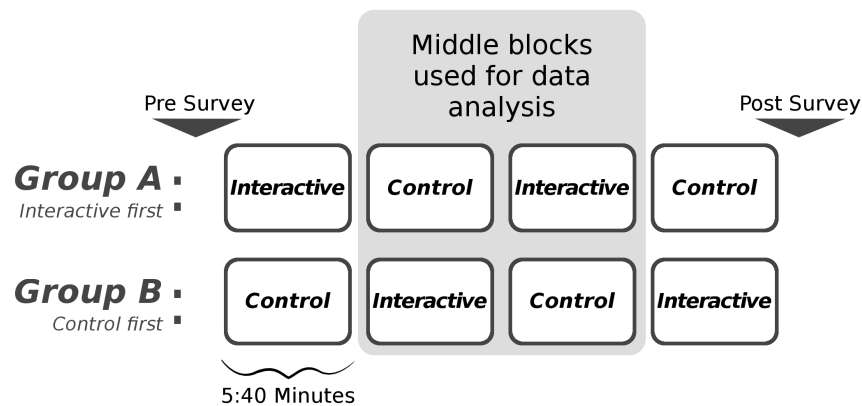 Middle blocks
used for data
analysis
Pre Survey
Post Survey
Group A :
Interactive first
Interactive
Control
Interactive
Control
Group B :
Control first
Control
Interactive
Control
Interactive
5:40 Minutes